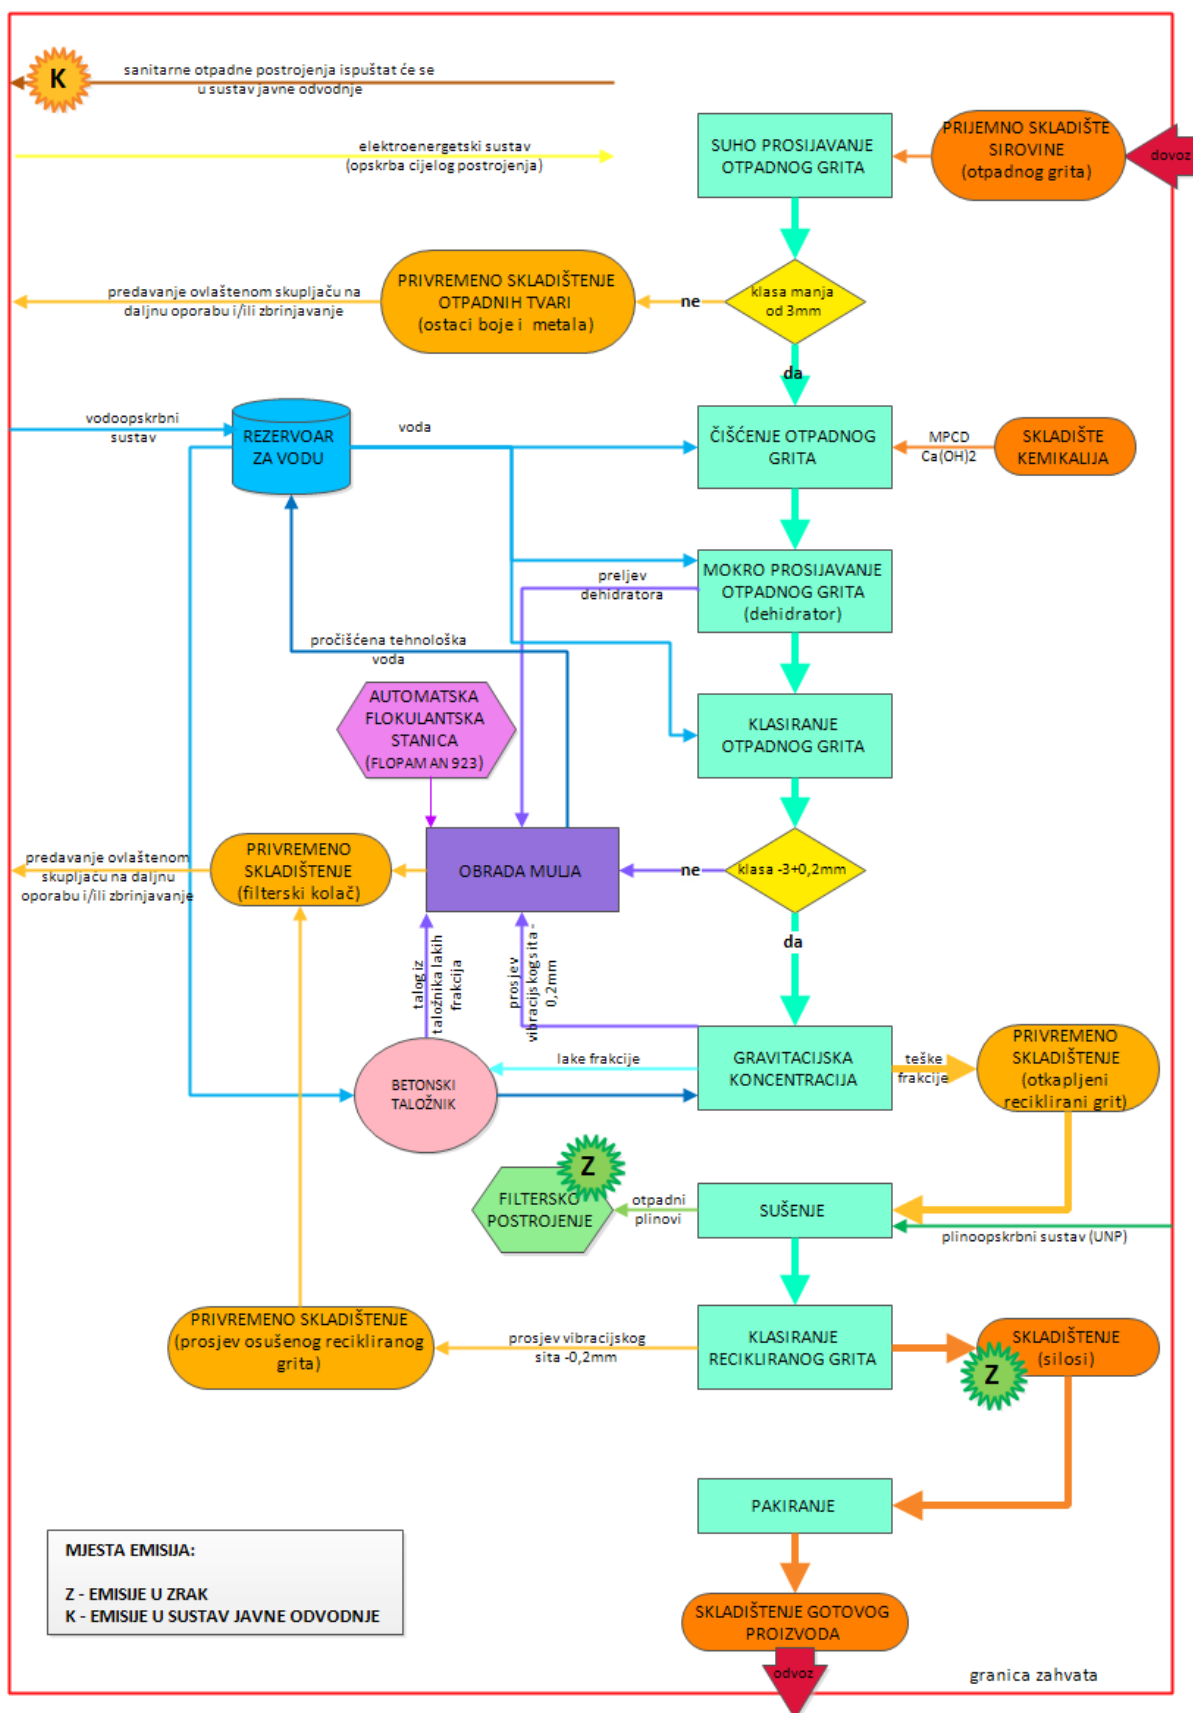 K
sanitarne otpadne postrojenja ispuštat će se
u sustav javne odvodnje
elektroenergetski sustav
(opskrba cijelog postrojenja)
SUHO PROSIJAVANJE
OTPADNOG GRITA
PRIJEMNO SKLADIŠTE
SIROVINE
(otpadnog grita)
dovoz
predavanje ovlaštenom skupljaču na
daljnu oporabu i/ili zbrinjavanje
PRIVREMENO SKLADIŠTENJE
OTPADNIH TVARI
(ostaci boje i metala)
ne
klasa manja
od 3mm
da
vodoopskrbni
sustav
REZERVOAR
ZA VODU
voda
ČIŠĆENJE OTPADNOG
GRITA
MPCD
Ca(OH)2
SKLADIŠTE
KEMIKALIJA
preljev
dehidratora
MOKRO PROSIJAVANJE
OTPADNOG GRITA
(dehidrator)
pročišćena tehnološka
voda
AUTOMATSKA
FLOKULANTSKA
STANICA
(FLOPAM AN 923)
KLASIRANJE
OTPADNOG GRITA
predavanje ovlaštenom
skupljaču na daljnu
oporabu i/ili zbrinjavanje
PRIVREMENO
SKLADIŠTENJE
(filterski kolač)
OBRADA MULJA
ne
klasa -3+0,2mm
da
talog iz
taložnika lakih
frakcija
prosjev
vibracijskog sita -
0,2mm
lake frakcije
BETONSKI
TALOŽNIK
GRAVITACIJSKA
KONCENTRACIJA
teške
frakcije
PRIVREMENO
SKLADIŠTENJE
(otkapljeni
reciklirani grit)
Z
FILTERSKO
POSTROJENJE
otpadni
plinovi
SUŠENJE
plinoopskrbni sustav (UNP)
PRIVREMENO SKLADIŠTENJE
(prosjev osušenog recikliranog
grita)
prosjev vibracijskog
sita -0,2mm
KLASIRANJE
RECIKLIRANOG GRITA
SKLADIŠTENJE
(silosi)
Z
PAKIRANJE
MJESTA EMISIJA:
Z - EMISIJE U ZRAK
K - EMISIJE U SUSTAV JAVNE ODVODNJE
SKLADIŠTENJE GOTOVOG
PROIZVODA
odvoz
granica zahvata